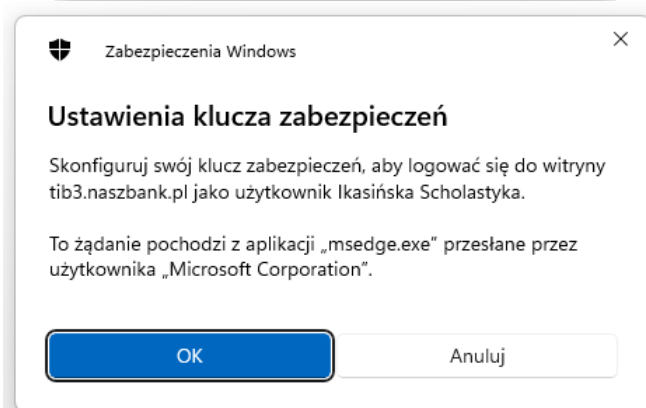 Zabezpieczenia Windows
Ustawienia klucza zabezpieczeń
Skonfiguruj swój klucz zabezpieczeń, aby logować się do witryny
tib3.naszbank.pl jako użytkownik Ikasińska Scholastyka.
To żądanie pochodzi z aplikacji „msedge.exe” przesłane przez
użytkownika „Microsoft Corporation”.
OK
Anuluj